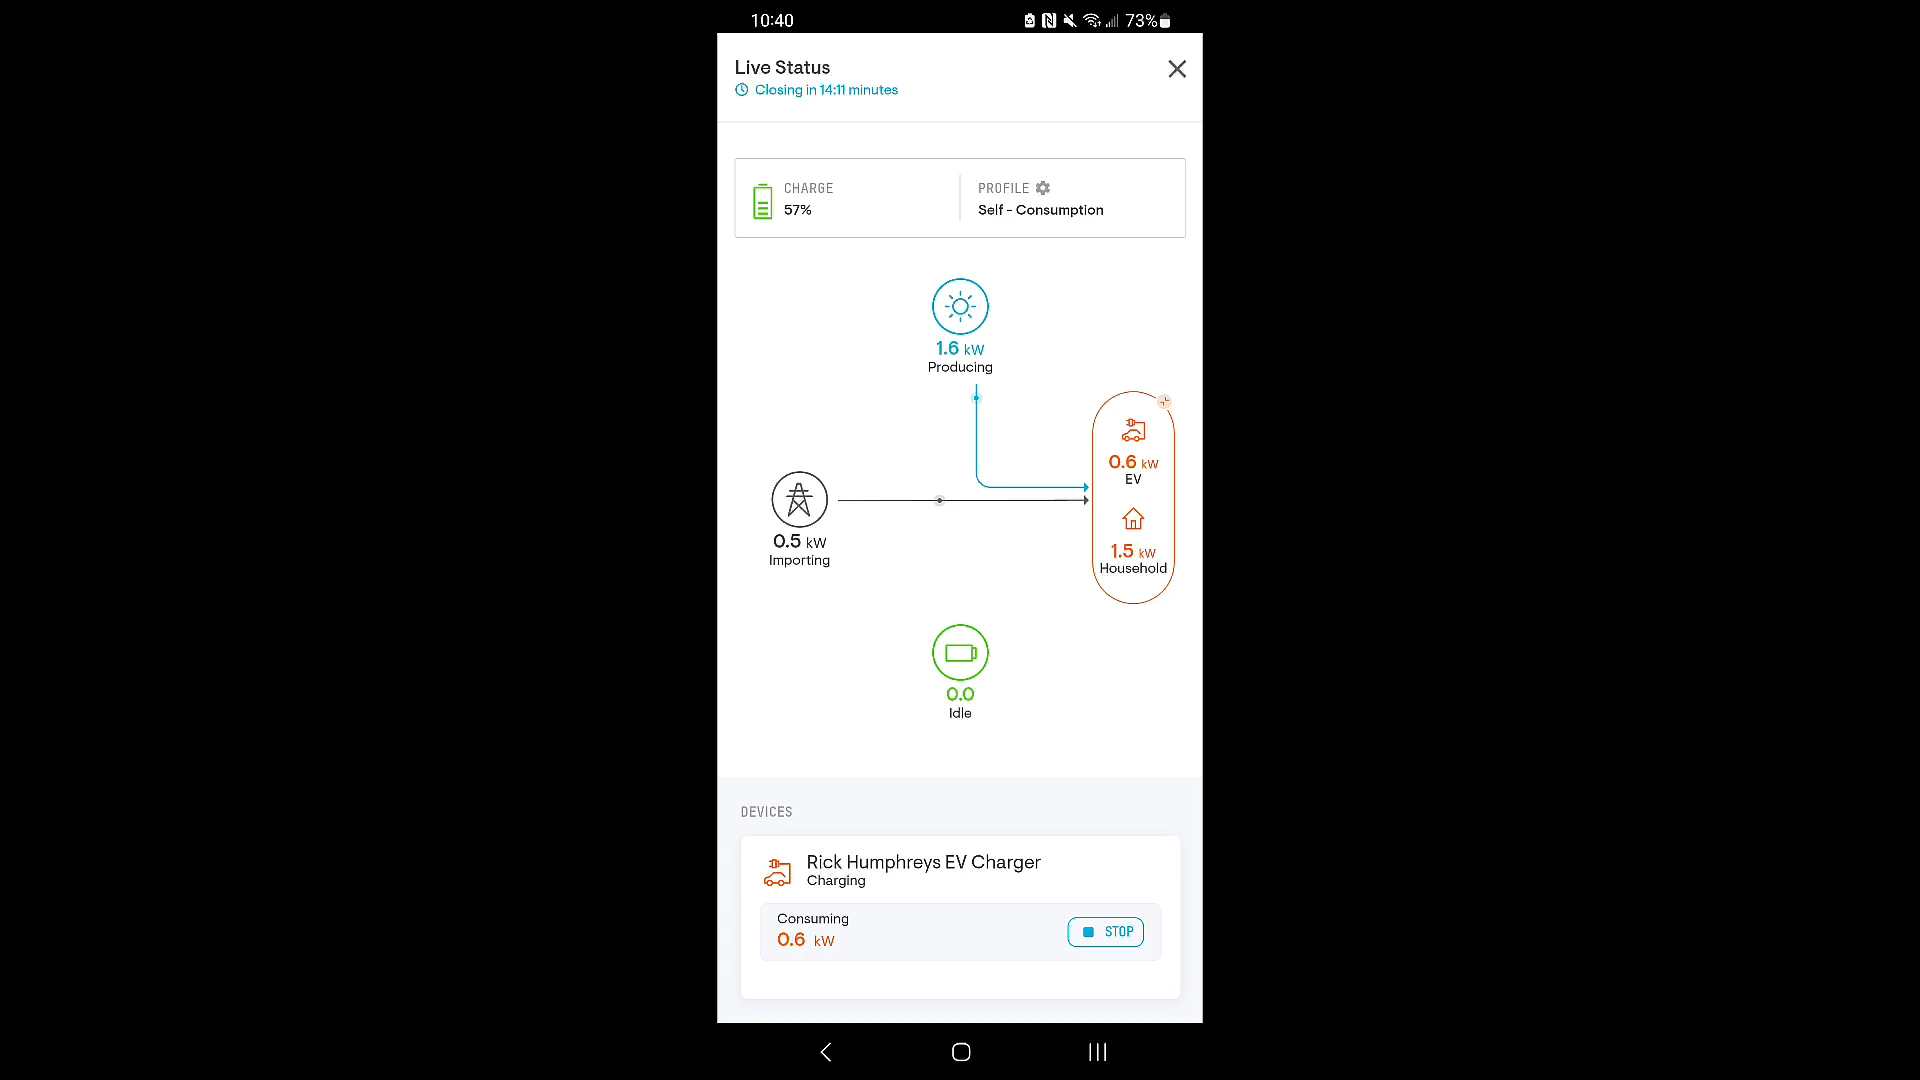 10:40
73%
Live Status
Closing in 14:11 minutes
CHARGE
57%
PROFILE
Self - Consumption
1.6 kW
Producing
0.6 kW
EV
0.5 kW
Importing
1.5 kW
Household
0.0
Idle
DEVICES
Rick Humphreys EV Charger
Charging
Consuming
0.6 kW
STOP